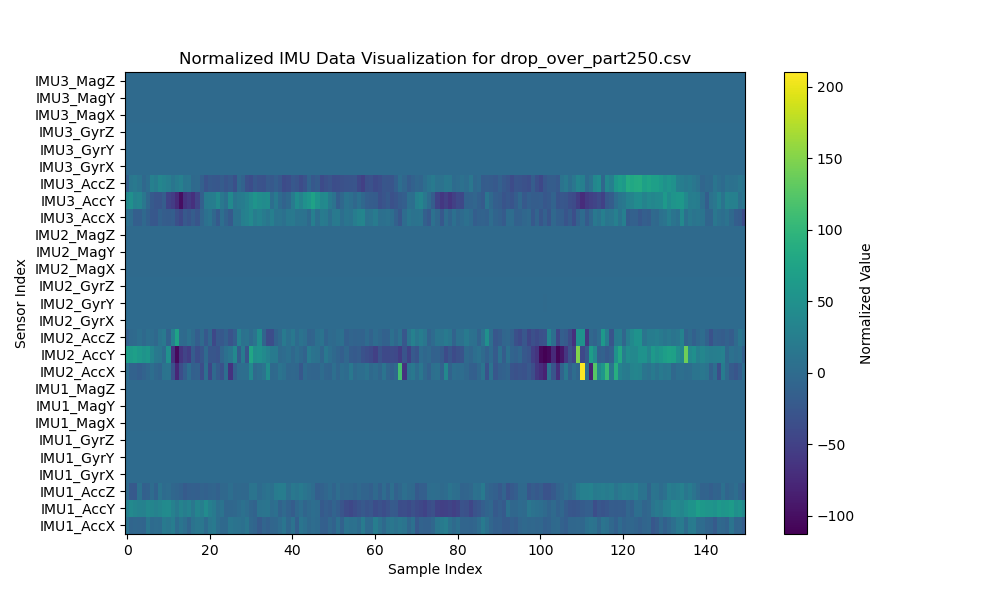 Normalized IMU Data Visualization for drop_over_part250.csv
IMU3_MagZ
IMU3_MagY
IMU3_MagX
IMU3_GyrZ
IMU3_GyrY
IMU3_GyrX
IMU3_AccZ
IMU3_AccY
IMU3_AccX
IMU2_MagZ
IMU2_MagY
IMU2_MagX
IMU2_GyrZ
IMU2_GyrY
IMU2_GyrX
IMU2_AccZ
IMU2_AccY
IMU2_AccX
IMU1_MagZ
IMU1_MagY
IMU1_MagX
IMU1_GyrZ
IMU1_GyrY
IMU1_GyrX
IMU1_AccZ
IMU1_AccY
IMU1_AccX
Sensor Index
0 20 40 60 80 100 120 140
Sample Index
200
150
100
50
0
−50
−100
Normalized Value